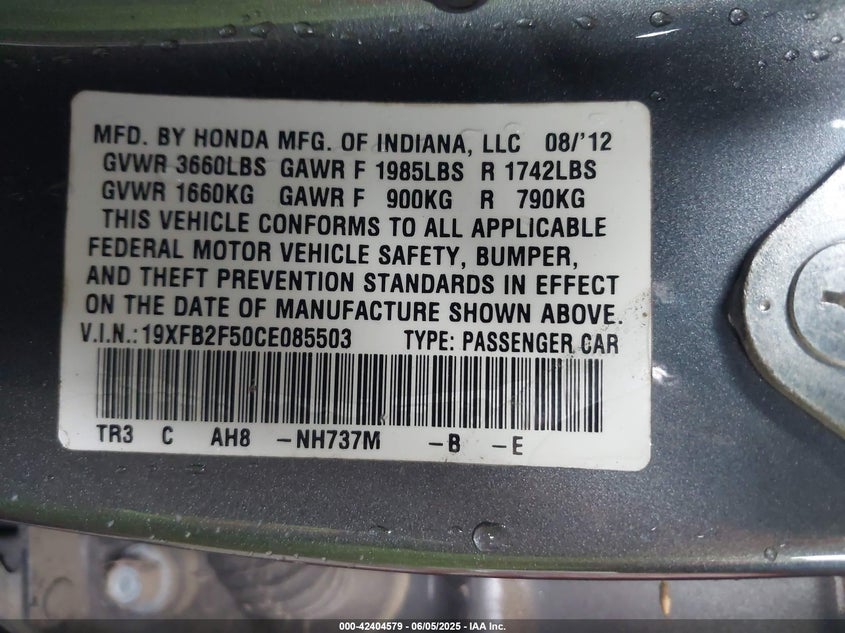 MFD. BY HONDA MFG. OF INDIANA, LLC 08/'12
GVWR 3660LBS GAWR F 1985LBS R 1742LBS
GVWR 1660KG GAWR F 900KG R 790KG
THIS VEHICLE CONFORMS TO ALL APPLICABLE
FEDERAL MOTOR VEHICLE SAFETY, BUMPER,
AND THEFT PREVENTION STANDARDS IN EFFECT
ON THE DATE OF MANUFACTURE SHOWN ABOVE.
V.I.N.:19XFB2F50CE085503 TYPE: PASSENGER CAR
TR3 C AH8 -NH737M -B -E
000-42404579 - 06/05/2025 - IAA Inc.